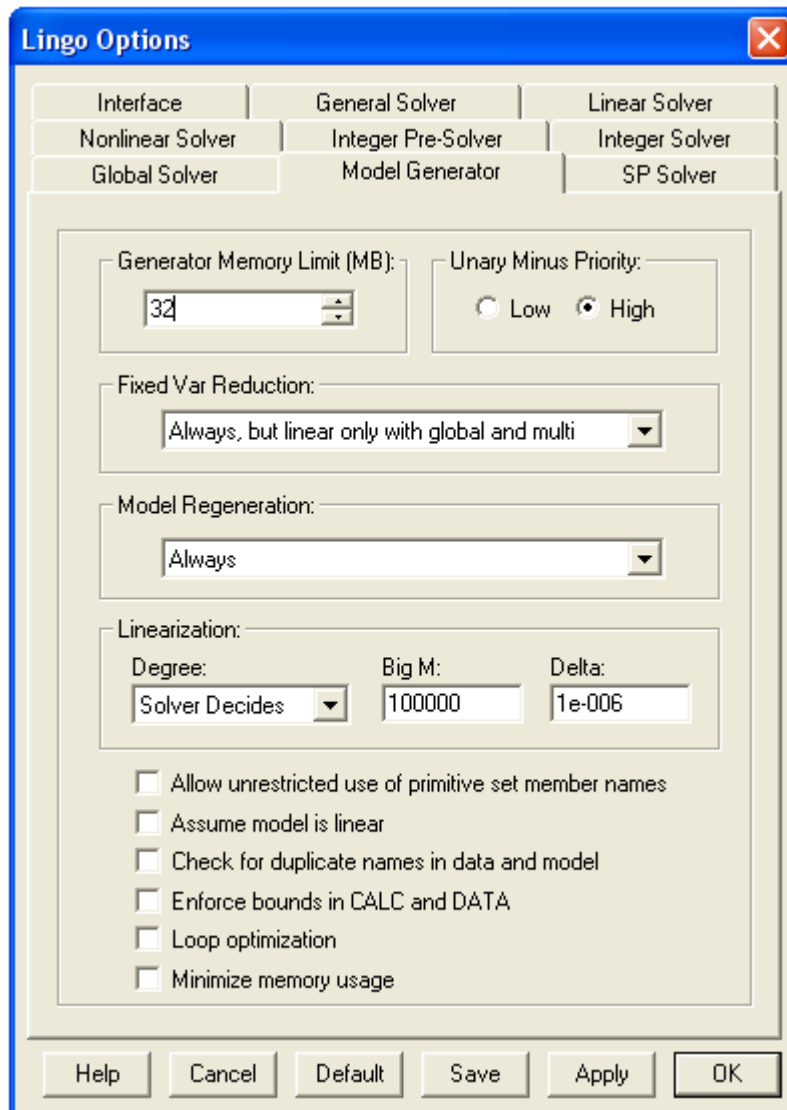 Lingo Options
Interface General Solver Linear Solver
Nonlinear Solver Integer Pre-Solver Integer Solver
Global Solver Model Generator SP Solver
Generator Memory Limit (MB): Unary Minus Priority:
32 Low High
Fixed Var Reduction:
Always, but linear only with global and multi
Model Regeneration:
Always
Linearization:
Degree: Big M: Delta:
Solver Decides 100000 1e-006
Allow unrestricted use of primitive set member names
Assume model is linear
Check for duplicate names in data and model
Enforce bounds in CALC and DATA
Loop optimization
Minimize memory usage
Help Cancel Default Save Apply OK